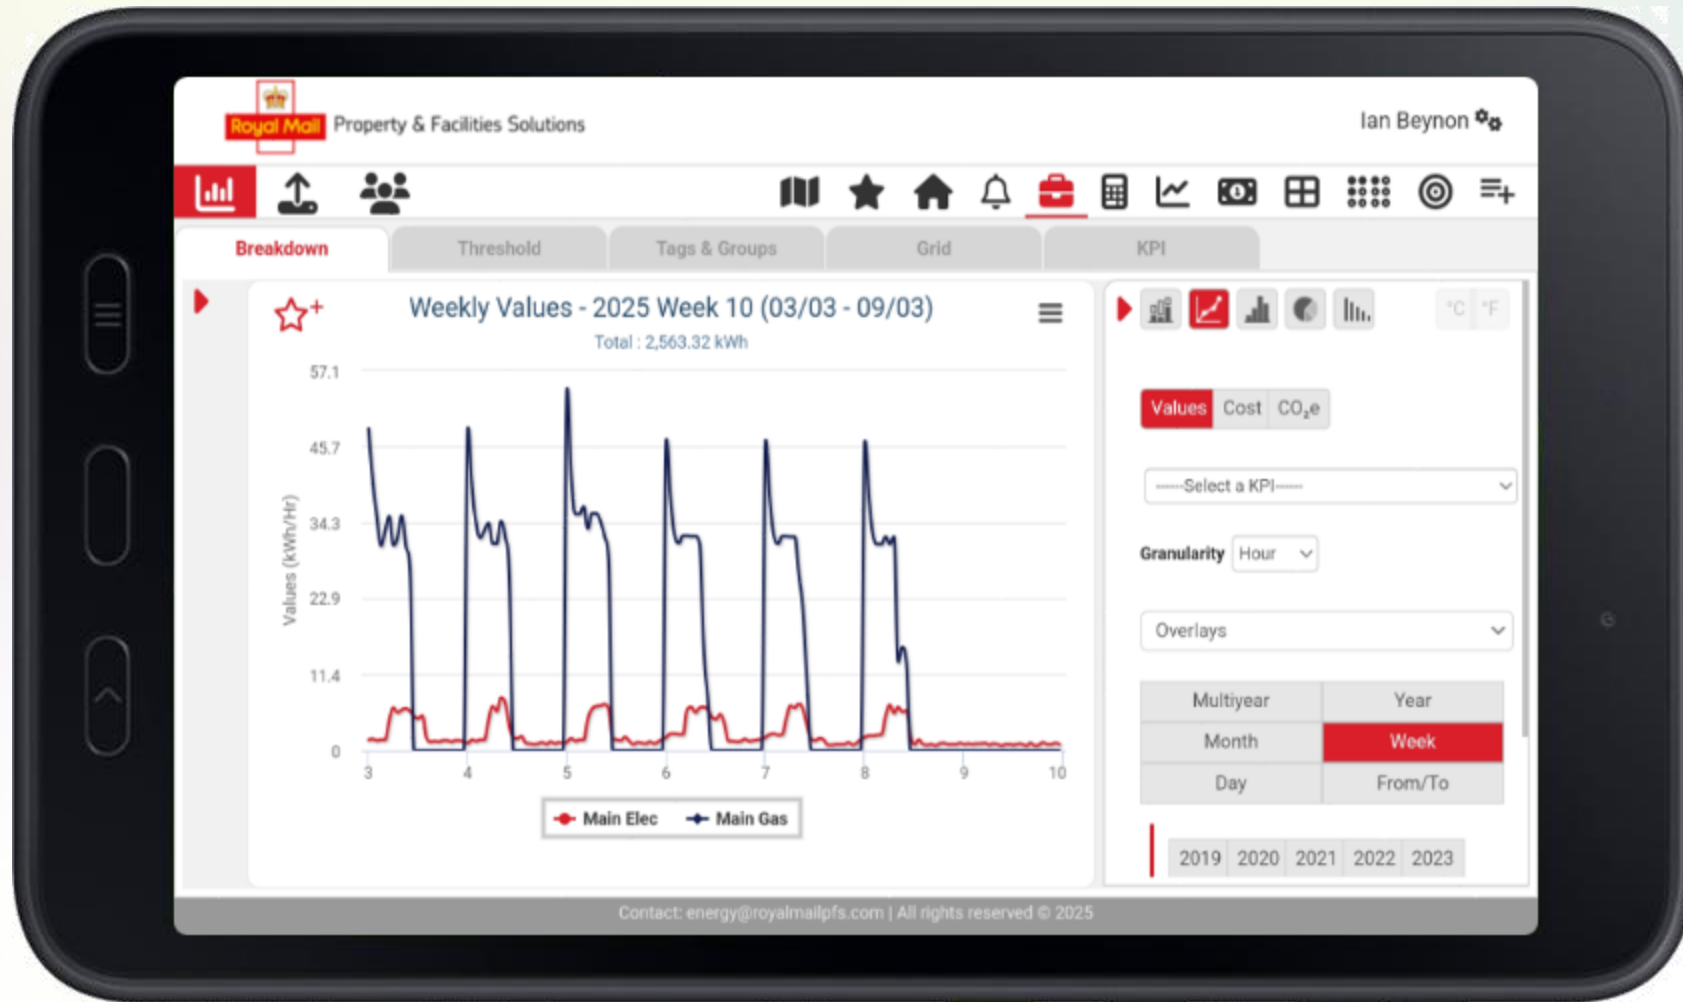 Royal Mail Property & Facilities Solutions
Ian Beynon
Breakdown
Threshold
Tags & Groups
Grid
KPI
Weekly Values - 2025 Week 10 (03/03 - 09/03)
Total : 2,563.32 kWh
Values (kWh/Hr)
57.1
45.7
34.3
22.9
11.4
0
3 4 5 6 7 8 9 10
Main Elec Main Gas
°C °F
Values Cost CO₂e
------Select a KPI------
Granularity Hour
Overlays
Multiyear Year
Month Week
Day From/To
2019 2020 2021 2022 2023
Contact: energy@royalmailpfs.com | All rights reserved © 2025